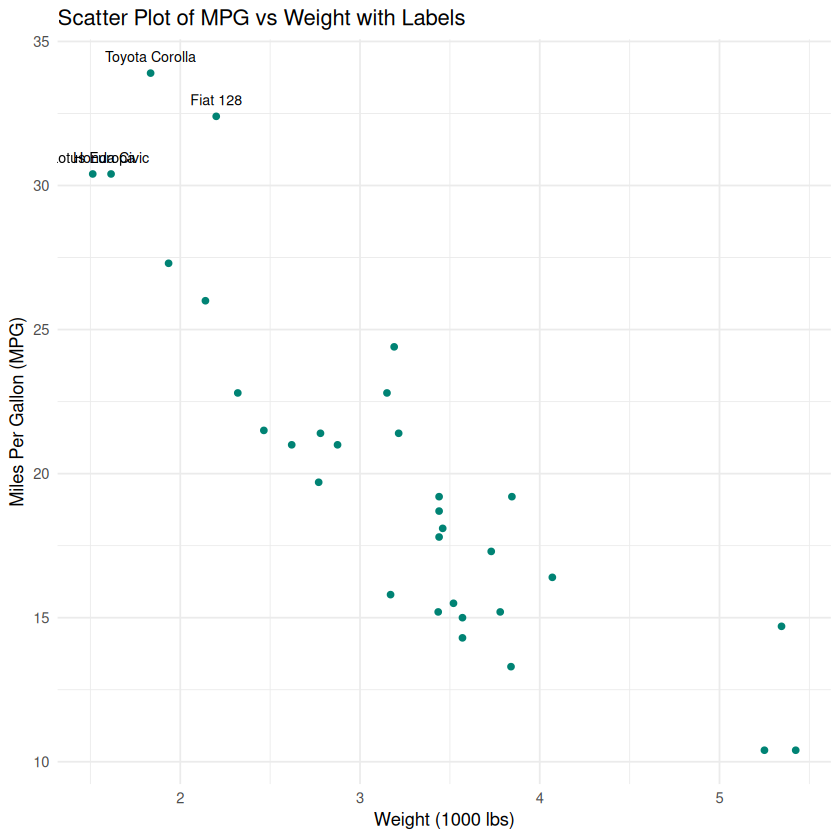 Scatter Plot of MPG vs Weight with Labels
Miles Per Gallon (MPG)
35
30
25
20
15
10
Toyota Corolla
Fiat 128
otus Europa
Honda Civic
2
3
4
5
Weight (1000 lbs)